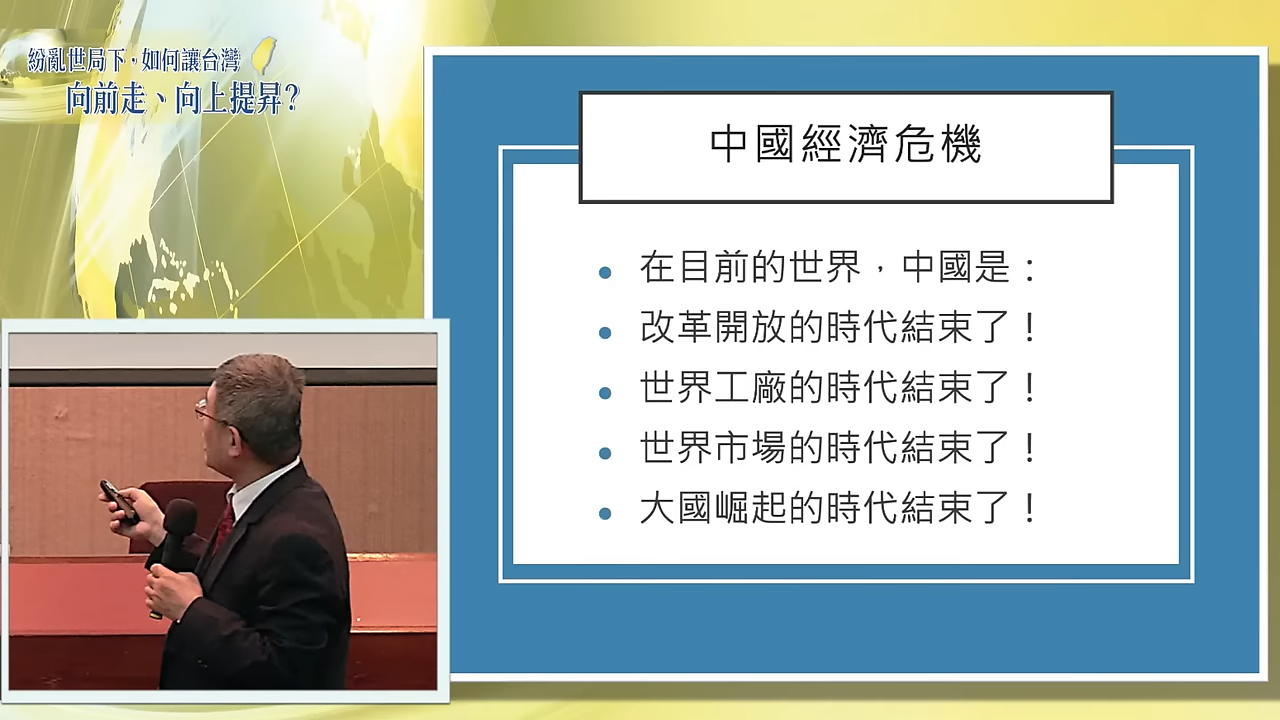 紛亂世局下，如何讓台灣
向前走、向上提昇？
中國經濟危機
在目前的世界，中國是：
改革開放的時代結束了！
世界工廠的時代結束了！
世界市場的時代結束了！
大國崛起的時代結束了！